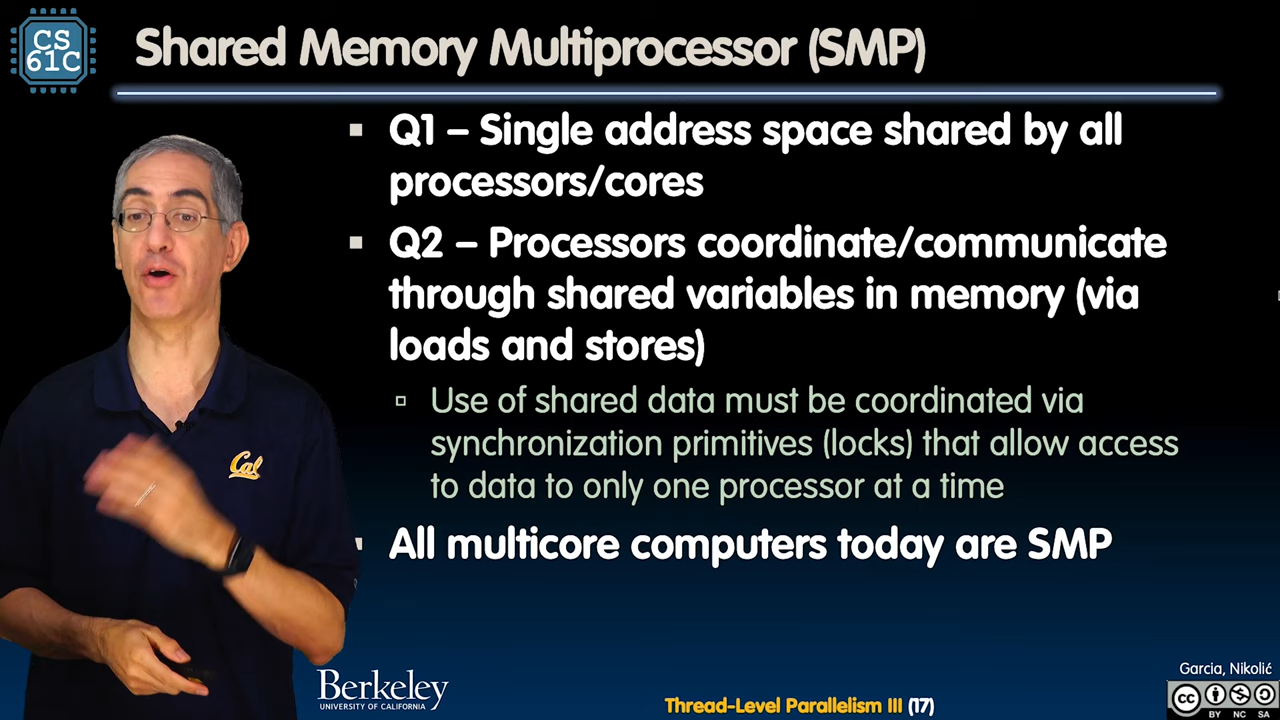 CS
61C
Shared Memory Multiprocessor (SMP)
Q1 – Single address space shared by all
processors/cores
Q2 – Processors coordinate/communicate
through shared variables in memory (via
loads and stores)
Use of shared data must be coordinated via
synchronization primitives (locks) that allow access
to data to only one processor at a time
All multicore computers today are SMP
Cal
Berkeley
UNIVERSITY OF CALIFORNIA
Thread-Level Parallelism III (17)
Garcia, Nikolić
cc
BY NC SA